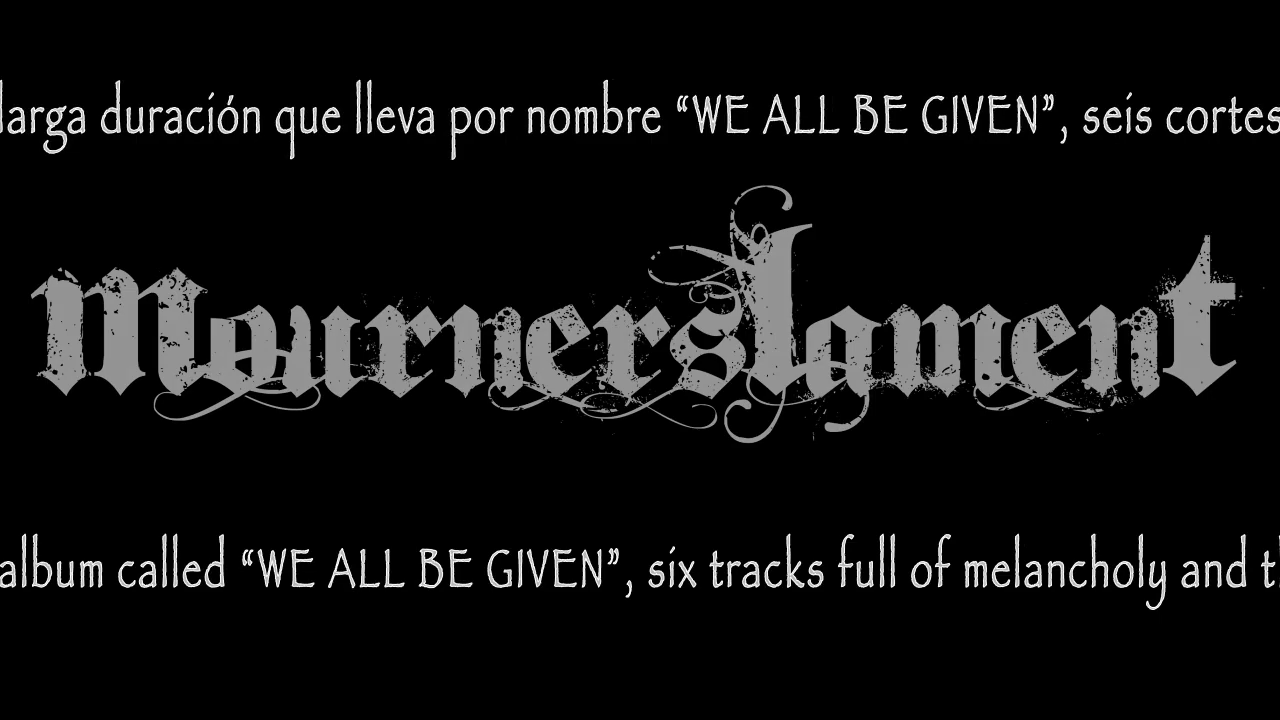 larga duración que lleva por nombre “WE ALL BE GIVEN”, seis cortes
Mournerslament
album called “WE ALL BE GIVEN”, six tracks full of melancholy and